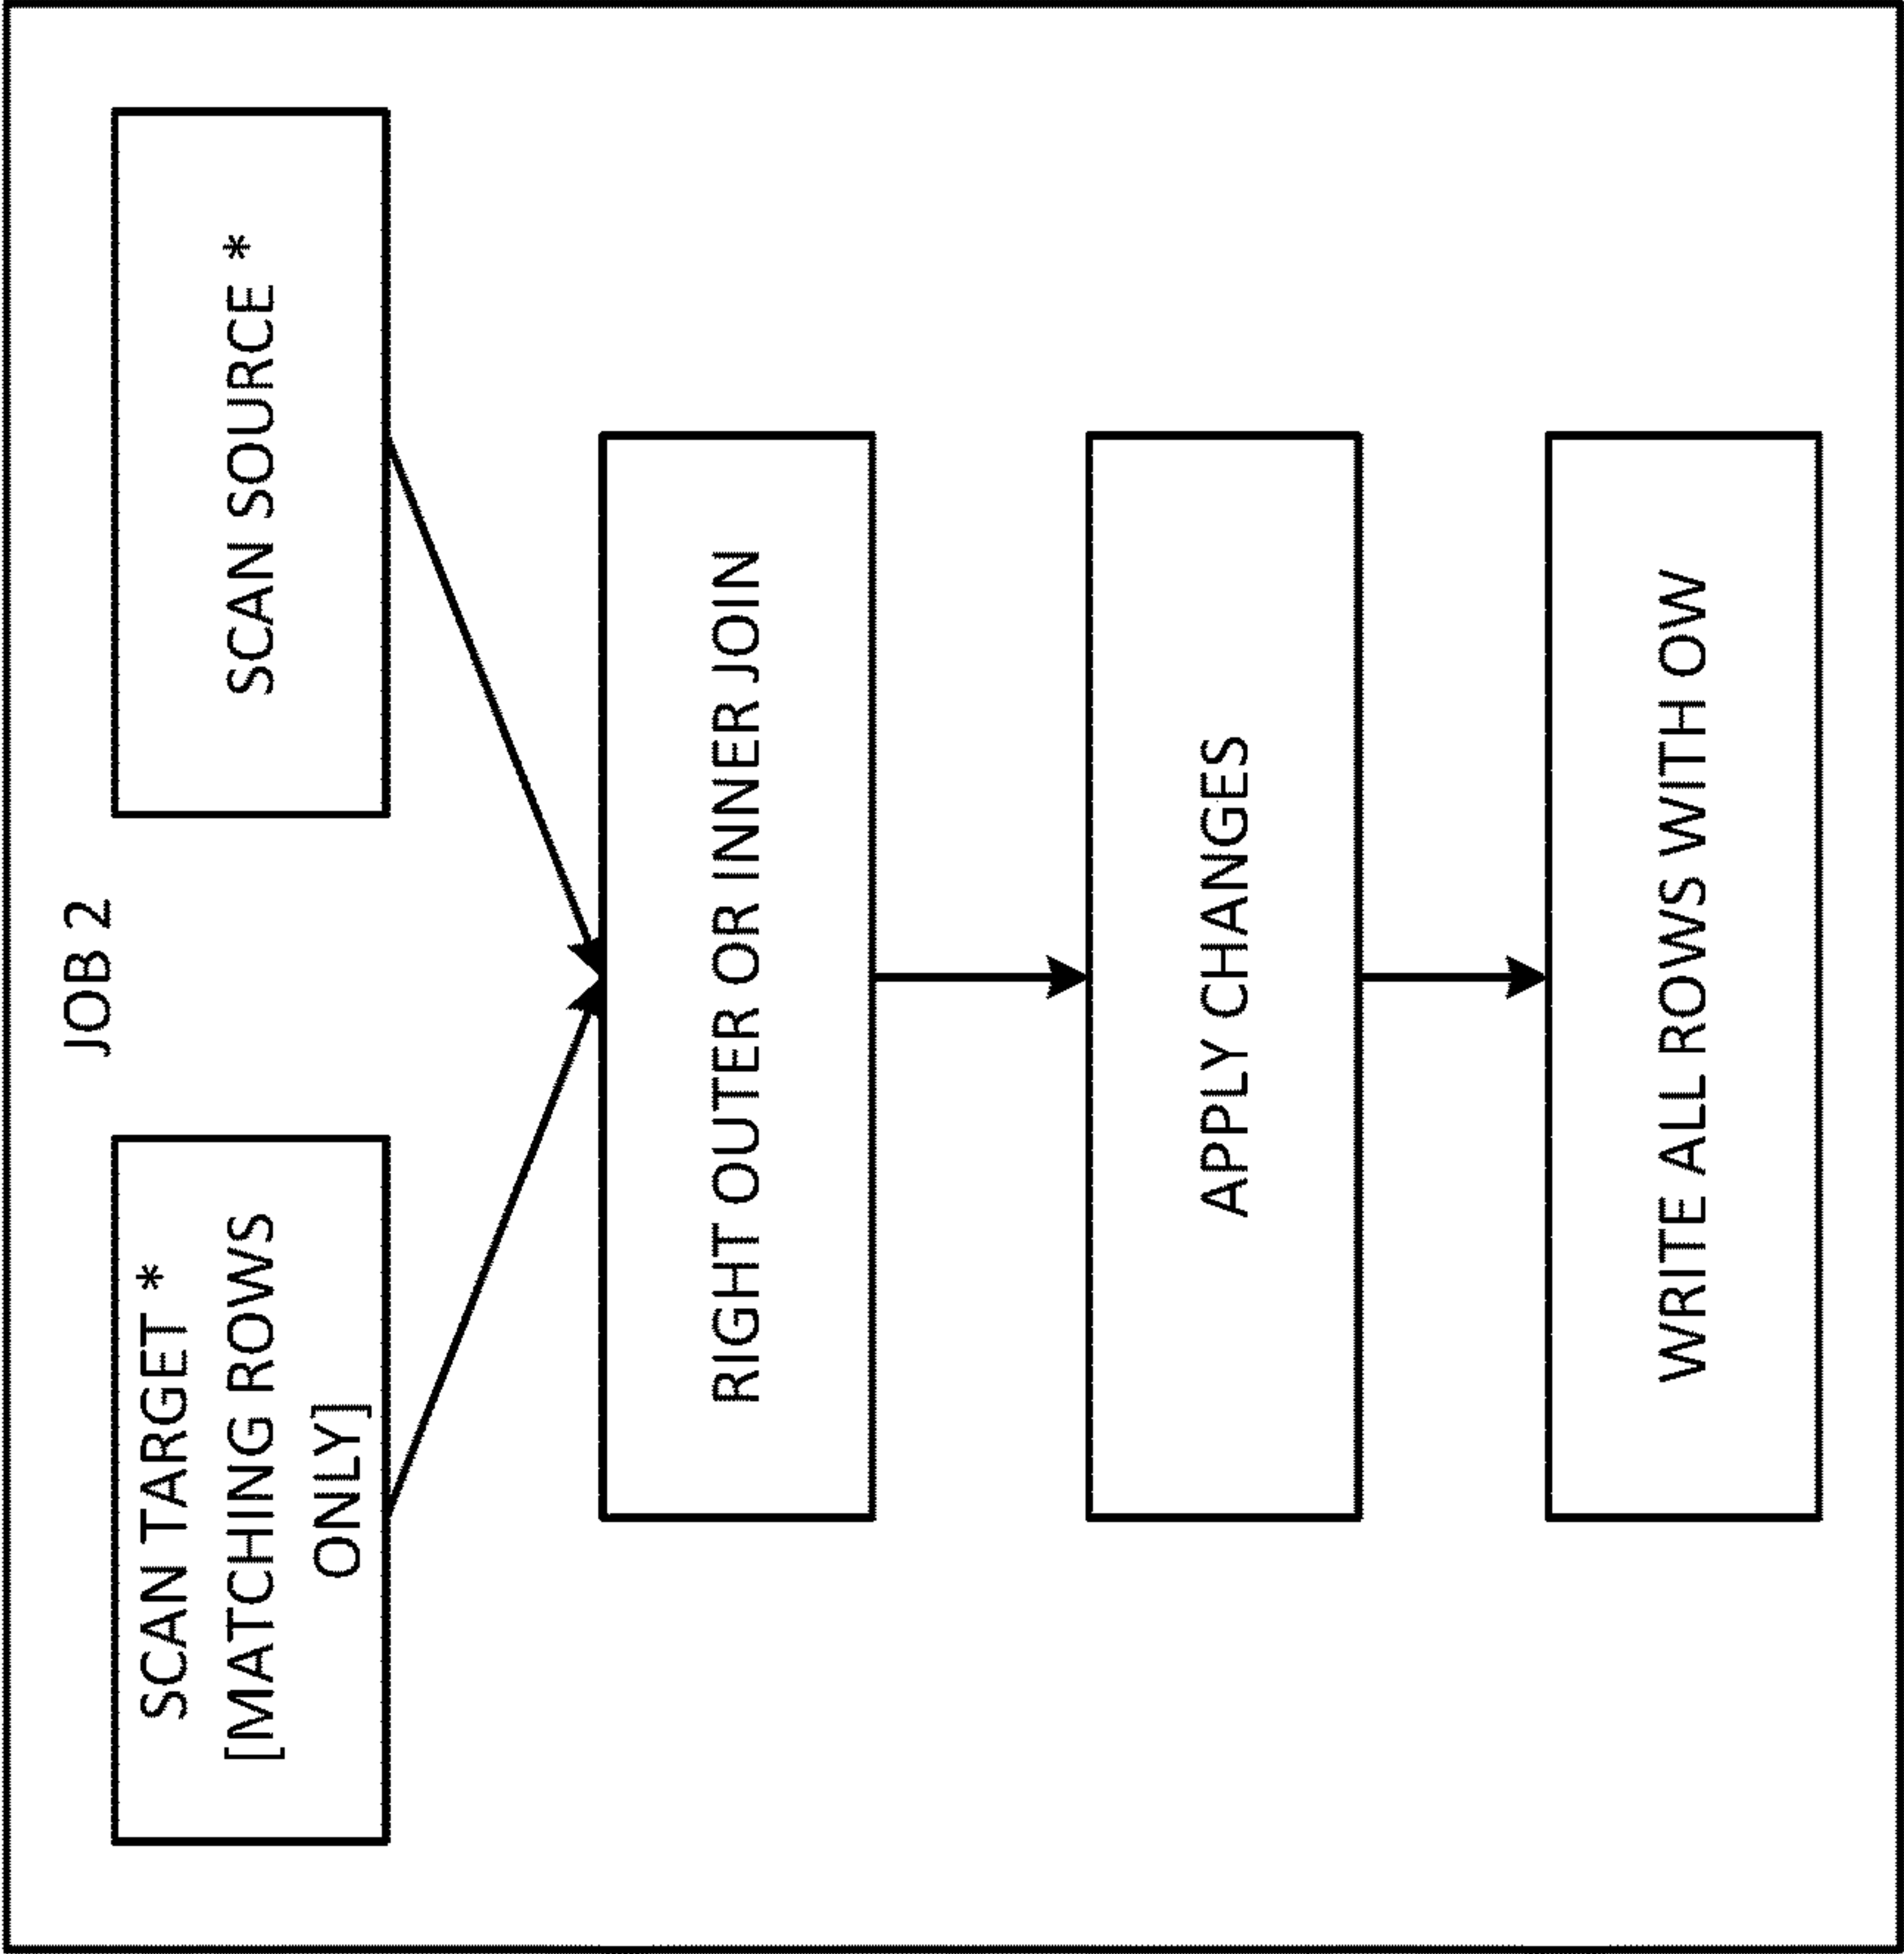 JOB 2
SCAN TARGET *
[MATCHING ROWS
ONLY]
SCAN SOURCE *
RIGHT OUTER OR INNER JOIN
APPLY CHANGES
WRITE ALL ROWS WITH OW